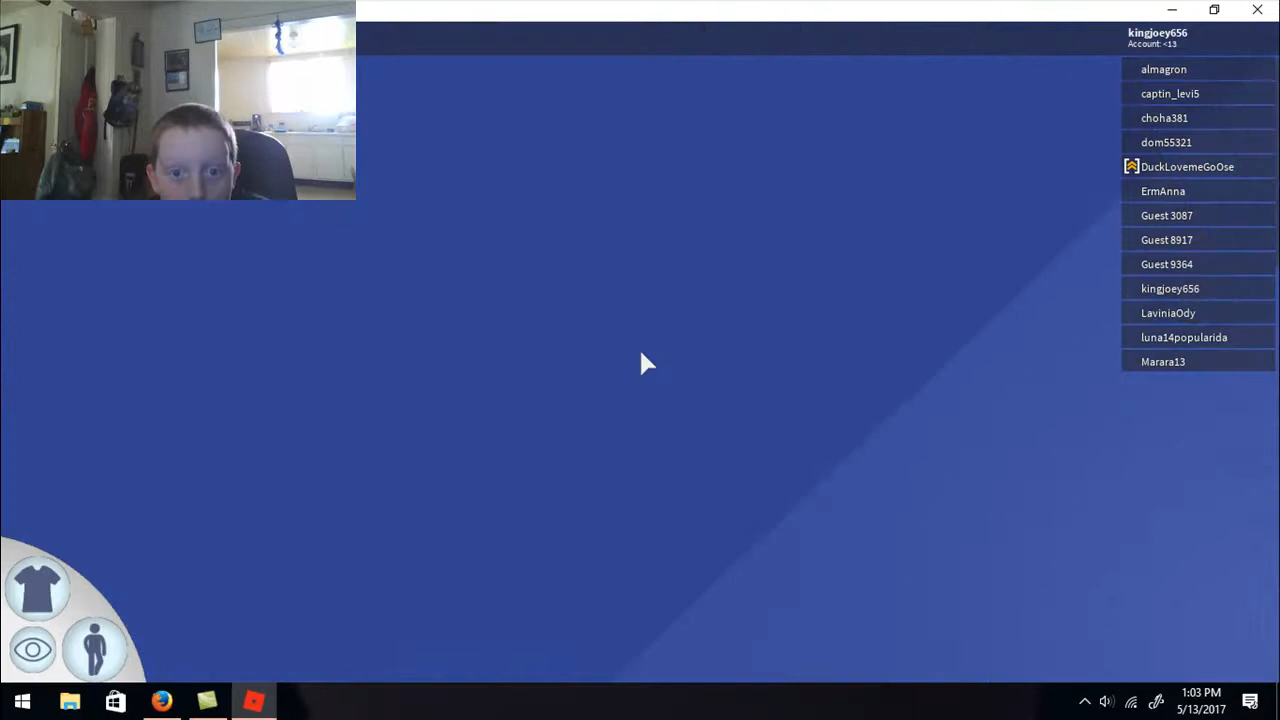 kingjoey656
Account: <13
almagron
captin_levi5
choha381
dom55321
DuckLovemeGoOse
ErmAnna
Guest 3087
Guest 8917
Guest 9364
kingjoey656
LaviniaOdy
luna14popularida
Marara13
1:03 PM
5/13/2017